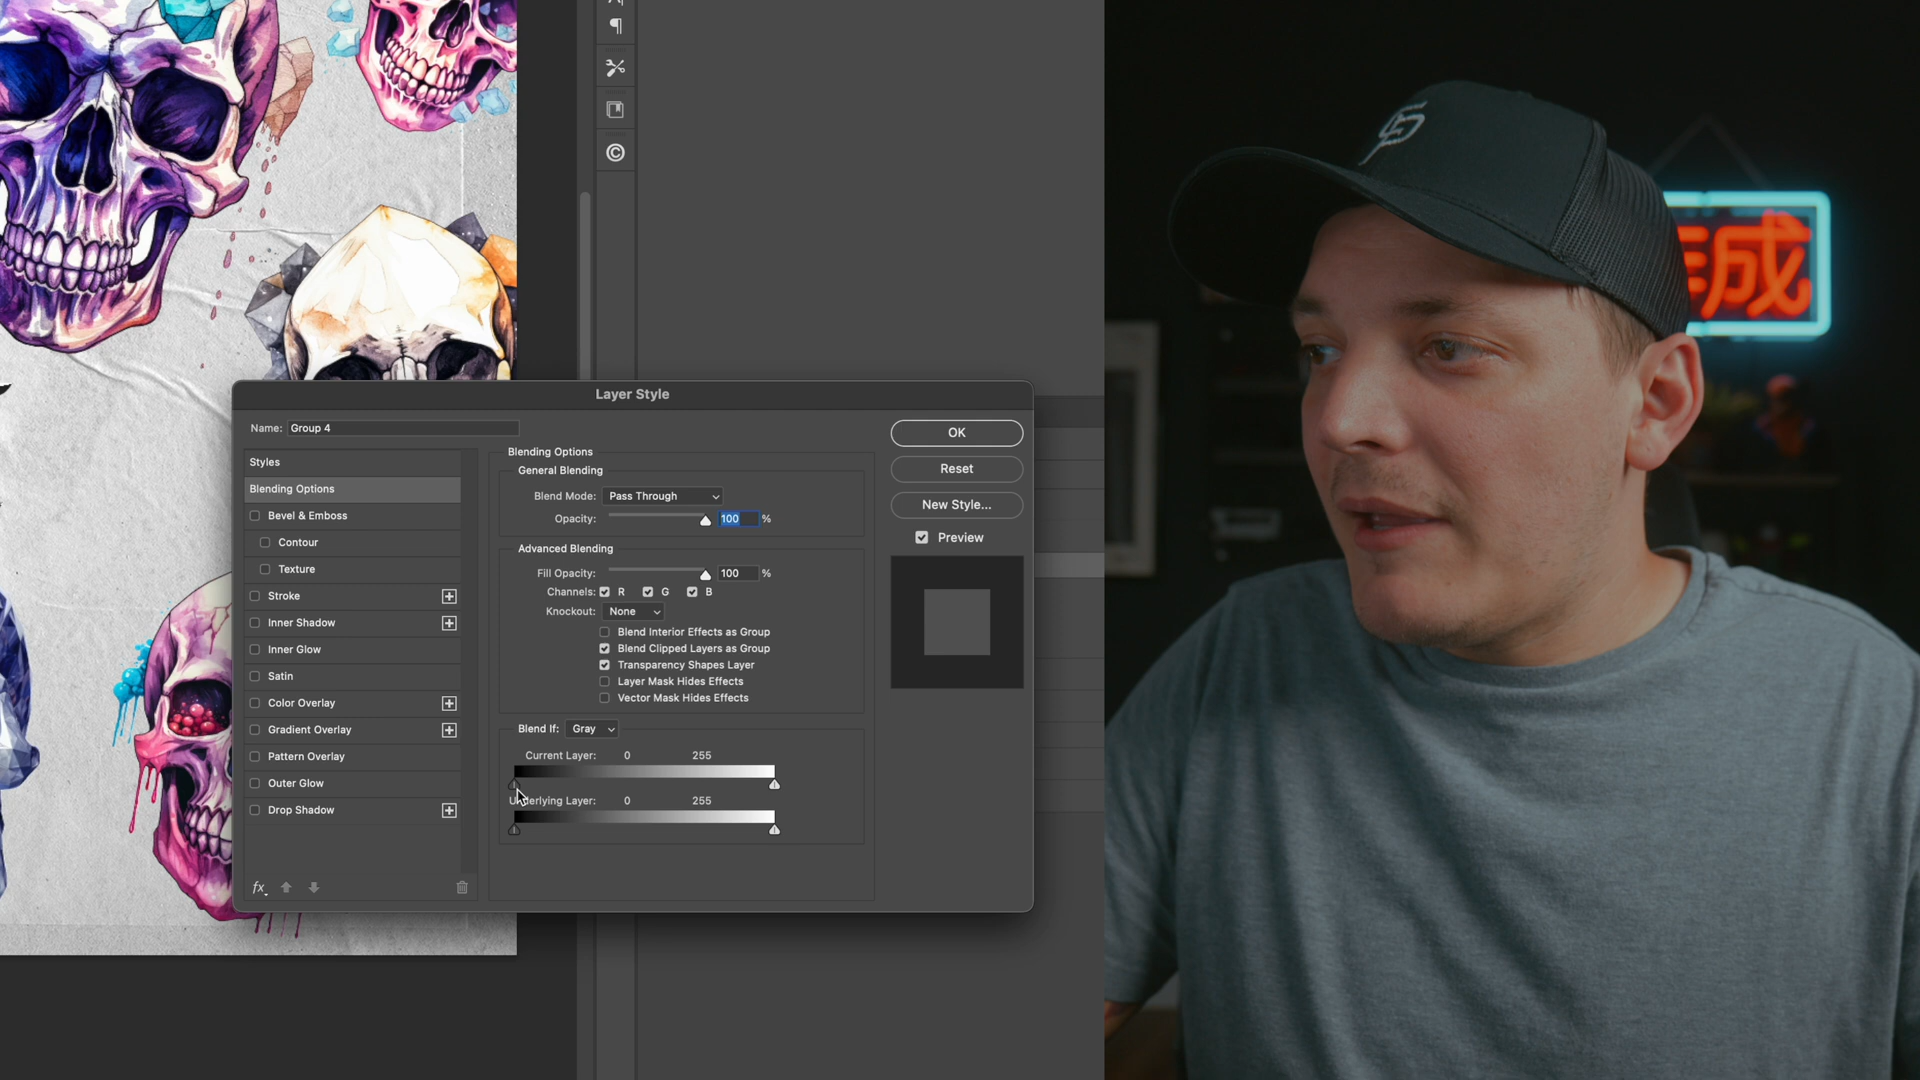 Layer Style
Name: Group 4
OK
Reset
New Style...
Preview
Styles
Blending Options
Bevel & Emboss
Contour
Texture
Stroke
Inner Shadow
Inner Glow
Satin
Color Overlay
Gradient Overlay
Pattern Overlay
Outer Glow
Drop Shadow
fx
Blending Options
General Blending
Blend Mode: Pass Through
Opacity: 100 %
Advanced Blending
Fill Opacity: 100 %
Channels: R G B
Knockout: None
Blend Interior Effects as Group
Blend Clipped Layers as Group
Transparency Shapes Layer
Layer Mask Hides Effects
Vector Mask Hides Effects
Blend If: Gray
Current Layer: 0 255
Underlying Layer: 0 255
成